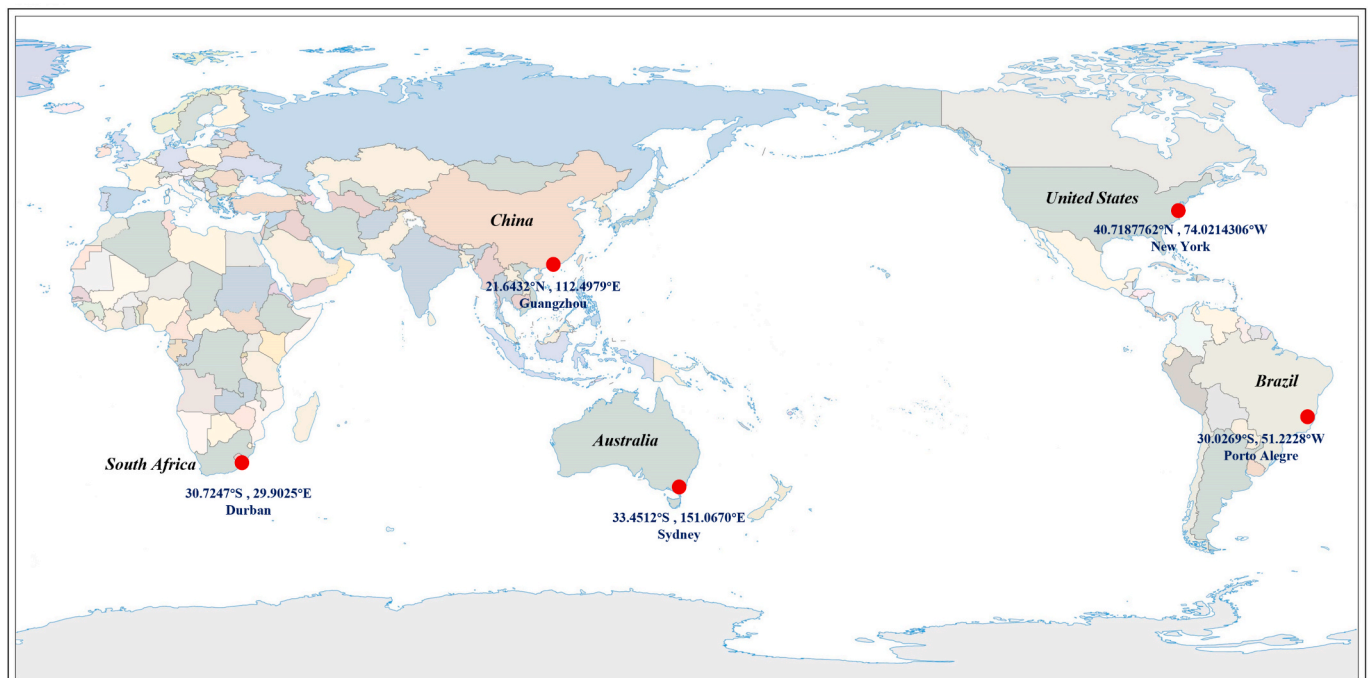 United States
40.7187762°N , 74.0214306°W
New York
China
21.6432°N , 112.4979°E
Guangzhou
Brazil
30.0269°S, 51.2228°W
Porto Alegre
Australia
33.4512°S , 151.0670°E
Sydney
South Africa
30.7247°S , 29.9025°E
Durban